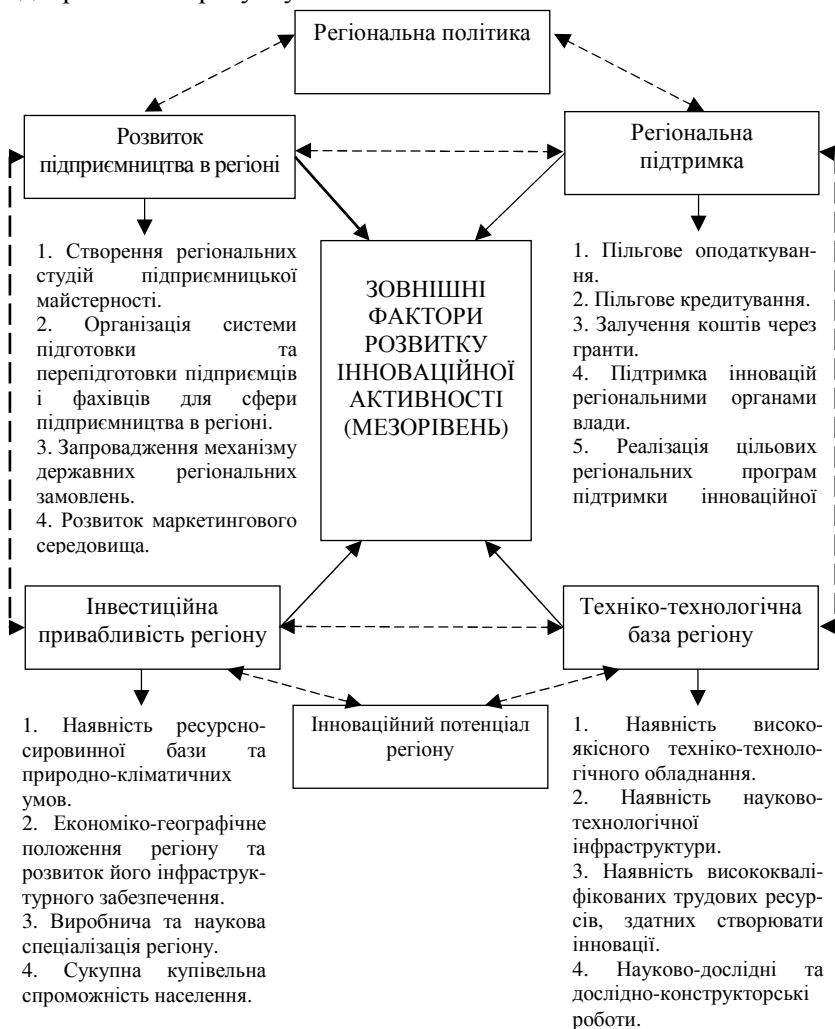 Регіональна політика
Розвиток
підприємництва в регіоні
Регіональна
підтримка
1. Створення регіональних
студій підприємницької
майстерності.
2. Організація системи
підготовки та
перепідготовки підприємців
і фахівців для сфери
підприємництва в регіоні.
3. Запровадження механізму
державних регіональних
замовлень.
4. Розвиток маркетингового
середовища.
ЗОВНІШНІ
ФАКТОРИ
РОЗВИТКУ
ІННОВАЦІЙНОЇ
АКТИВНОСТІ
(МЕЗОРІВЕНЬ)
1. Пільгове оподаткуван-
ня.
2. Пільгове кредитування.
3. Залучення коштів через
гранти.
4. Підтримка інновацій
регіональними органами
влади.
5. Реалізація цільових
регіональних програм
підтримки інноваційної
Інвестиційна
привабливість регіону
Техніко-технологічна
база регіону
Інноваційний потенціал
регіону
1. Наявність ресурсно-
сировинної бази та
природно-кліматичних
умов.
2. Економіко-географічне
положення регіону та
розвиток його інфраструк-
турного забезпечення.
3. Виробнича та наукова
спеціалізація регіону.
4. Сукупна купівельна
спроможність населення.
1. Наявність високо-
якісного техніко-техноло-
гічного обладнання.
2. Наявність науково-
технологічної
інфраструктури.
3. Наявність висококвалі-
фікованих трудових ресур-
сів, здатних створювати
інновації.
4. Науково-дослідні та
дослідно-конструкторські
роботи.